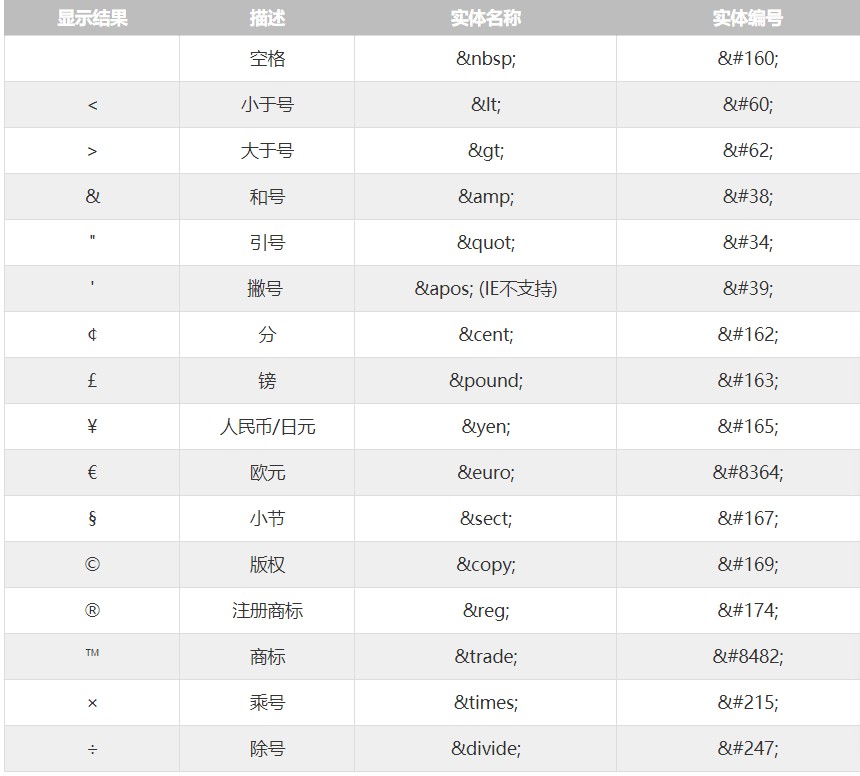 显示结果 描述 实体名称 实体编号
空格 &nbsp; &#160;
< 小于号 &lt; &#60;
> 大于号 &gt; &#62;
& 和号 &amp; &#38;
" 引号 &quot; &#34;
' 撇号 &apos; (IE不支持) &#39;
¢ 分 &cent; &#162;
£ 镑 &pound; &#163;
¥ 人民币/日元 &yen; &#165;
€ 欧元 &euro; &#8364;
§ 小节 &sect; &#167;
© 版权 &copy; &#169;
® 注册商标 &reg; &#174;
™ 商标 &trade; &#8482;
× 乘号 &times; &#215;
÷ 除号 &divide; &#247;